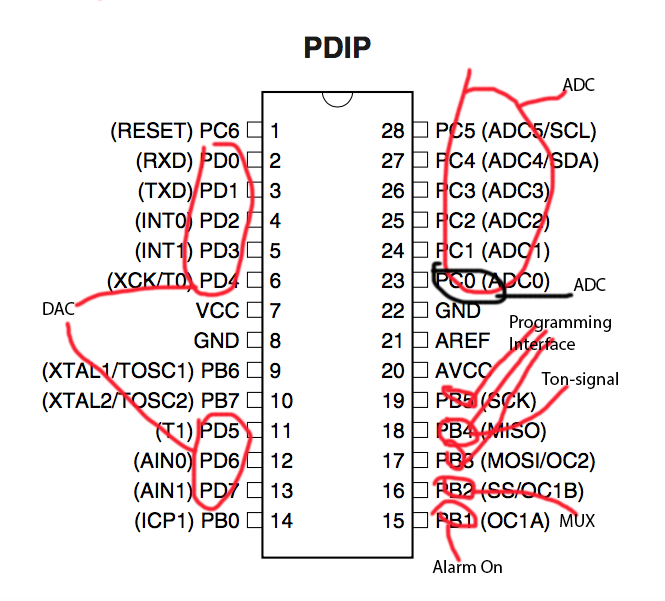 PDIP
ADC
(RESET) PC6 1 28 PC5 (ADC5/SCL)
(RXD) PD0 2 27 PC4 (ADC4/SDA)
(TXD) PD1 3 26 PC3 (ADC3)
(INT0) PD2 4 25 PC2 (ADC2)
(INT1) PD3 5 24 PC1 (ADC1)
(XCK/T0) PD4 6 23 PC0 (ADC0) ADC
DAC VCC 7 22 GND
Programming
Interface
GND 8 21 AREF
(XTAL1/TOSC1) PB6 9 20 AVCC
Ton-signal
(XTAL2/TOSC2) PB7 10 19 PB5 (SCK)
(T1) PD5 11 18 PB4 (MISO)
(AIN0) PD6 12 17 PB3 (MOSI/OC2)
(AIN1) PD7 13 16 PB2 (SS/OC1B)
(ICP1) PB0 14 15 PB1 (OC1A) MUX
Alarm On